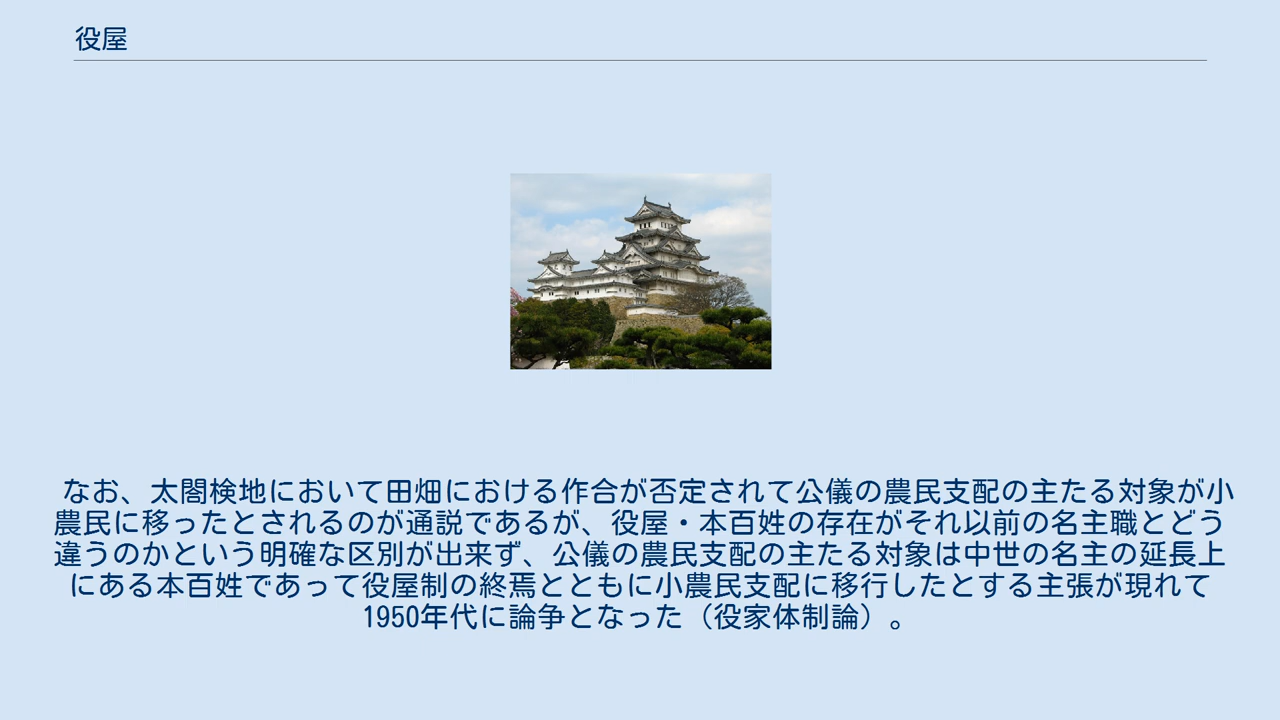 役屋
なお、太閤検地において田畑における作合が否定されて公儀の農民支配の主たる対象が小
農民に移ったとされるのが通説であるが、役屋・本百姓の存在がそれ以前の名主職とどう
違うのかという明確な区別が出来ず、公儀の農民支配の主たる対象は中世の名主の延長上
にある本百姓であって役屋制の終焉とともに小農民支配に移行したとする主張が現れて
1950年代に論争となった（役家体制論）。